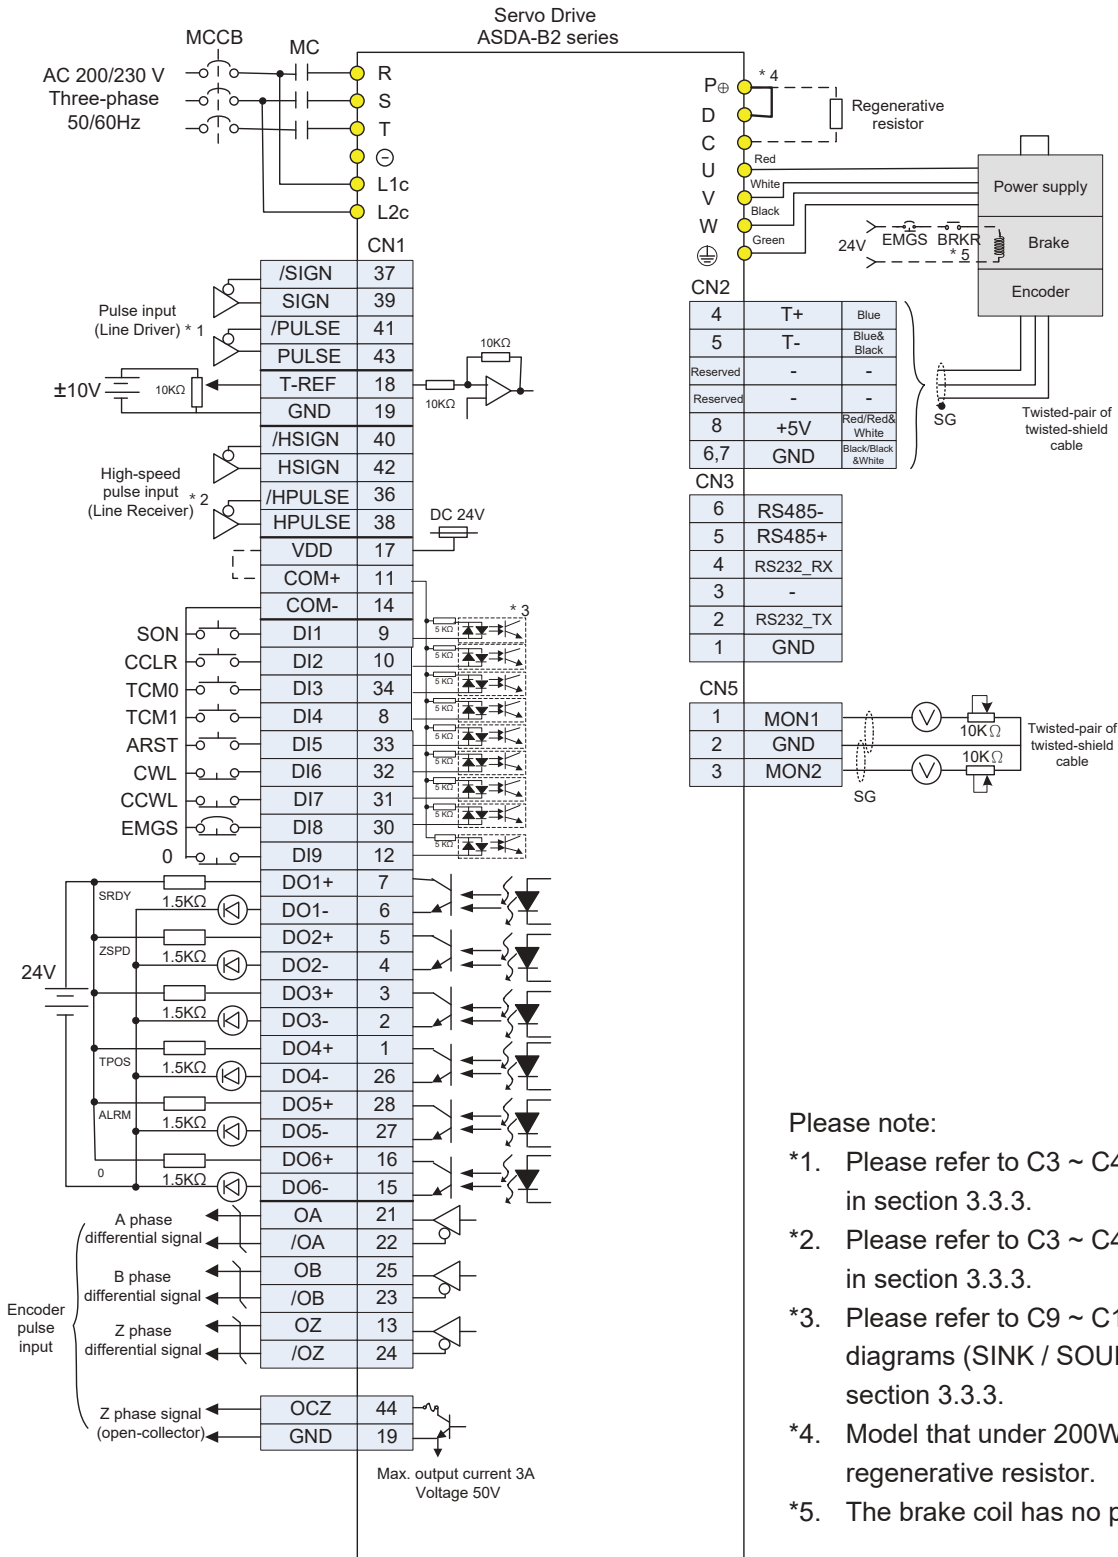 Servo Drive
ASDA-B2 series
MCCB
MC
AC 200/230 V
Three-phase
50/60Hz
R
S
T
L1c
L2c
CN1
/SIGN 37
SIGN 39
/PULSE 41
PULSE 43
T-REF 18
GND 19
/HSIGN 40
HSIGN 42
/HPULSE 36
HPULSE 38
VDD 17
COM+ 11
COM- 14
DI1 9
DI2 10
DI3 34
DI4 8
DI5 33
DI6 32
DI7 31
DI8 30
DI9 12
DO1+ 7
DO1- 6
DO2+ 5
DO2- 4
DO3+ 3
DO3- 2
DO4+ 1
DO4- 26
DO5+ 28
DO5- 27
DO6+ 16
DO6- 15
OA 21
/OA 22
OB 25
/OB 23
OZ 13
/OZ 24
OCZ 44
GND 19
Pulse input
(Line Driver) * 1
±10V
10KΩ
10KΩ
10KΩ
High-speed
pulse input
(Line Receiver) * 2
DC 24V
* 3
5 KΩ
5 KΩ
5 KΩ
5 KΩ
5 KΩ
5 KΩ
5 KΩ
5 KΩ
5 KΩ
SON
CCLR
TCM0
TCM1
ARST
CWL
CCWL
EMGS
0
24V
SRDY
1.5KΩ
ZSPD
1.5KΩ
1.5KΩ
TPOS
1.5KΩ
ALRM
1.5KΩ
0
1.5KΩ
Encoder
pulse
input
A phase
differential signal
B phase
differential signal
Z phase
differential signal
Z phase signal
(open-collector)
Max. output current 3A
Voltage 50V
P⊕
D
C
U
V
W
* 4
Regenerative
resistor
Red
White
Black
Green
24V
EMGS
BRKR
* 5
Power supply
Brake
Encoder
CN2
4 T+ Blue
5 T- Blue&
Black
Reserved - -
Reserved - -
8 +5V Red/Red&
White
6,7 GND Black/Black
&White
SG
Twisted-pair of
twisted-shield
cable
CN3
6 RS485-
5 RS485+
4 RS232_RX
3 -
2 RS232_TX
1 GND
CN5
1 MON1
2 GND
3 MON2
V
10KΩ
V
10KΩ
SG
Twisted-pair of
twisted-shield
cable
Please note:
*1. Please refer to C3 ~ C4
in section 3.3.3.
*2. Please refer to C3 ~ C4
in section 3.3.3.
*3. Please refer to C9 ~ C1
diagrams (SINK / SOU
section 3.3.3.
*4. Model that under 200W
regenerative resistor.
*5. The brake coil has no p